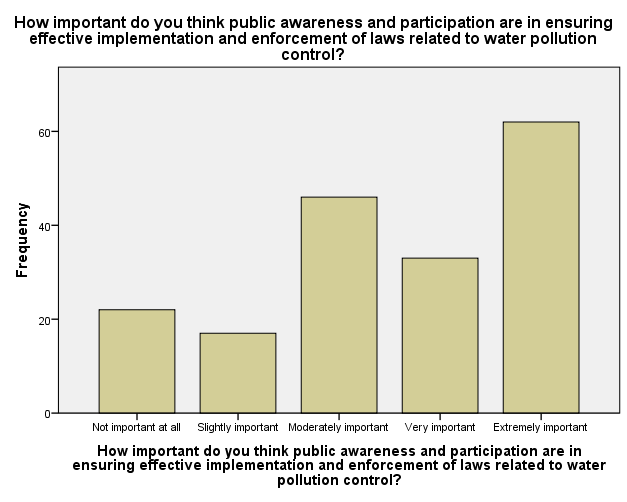 How important do you think public awareness and participation are in ensuring
effective implementation and enforcement of laws related to water pollution
control?
60
40
20
0
Frequency
Not important at all
Slightly important
Moderately important
Very important
Extremely important
How important do you think public awareness and participation are in
ensuring effective implementation and enforcement of laws related to water
pollution control?